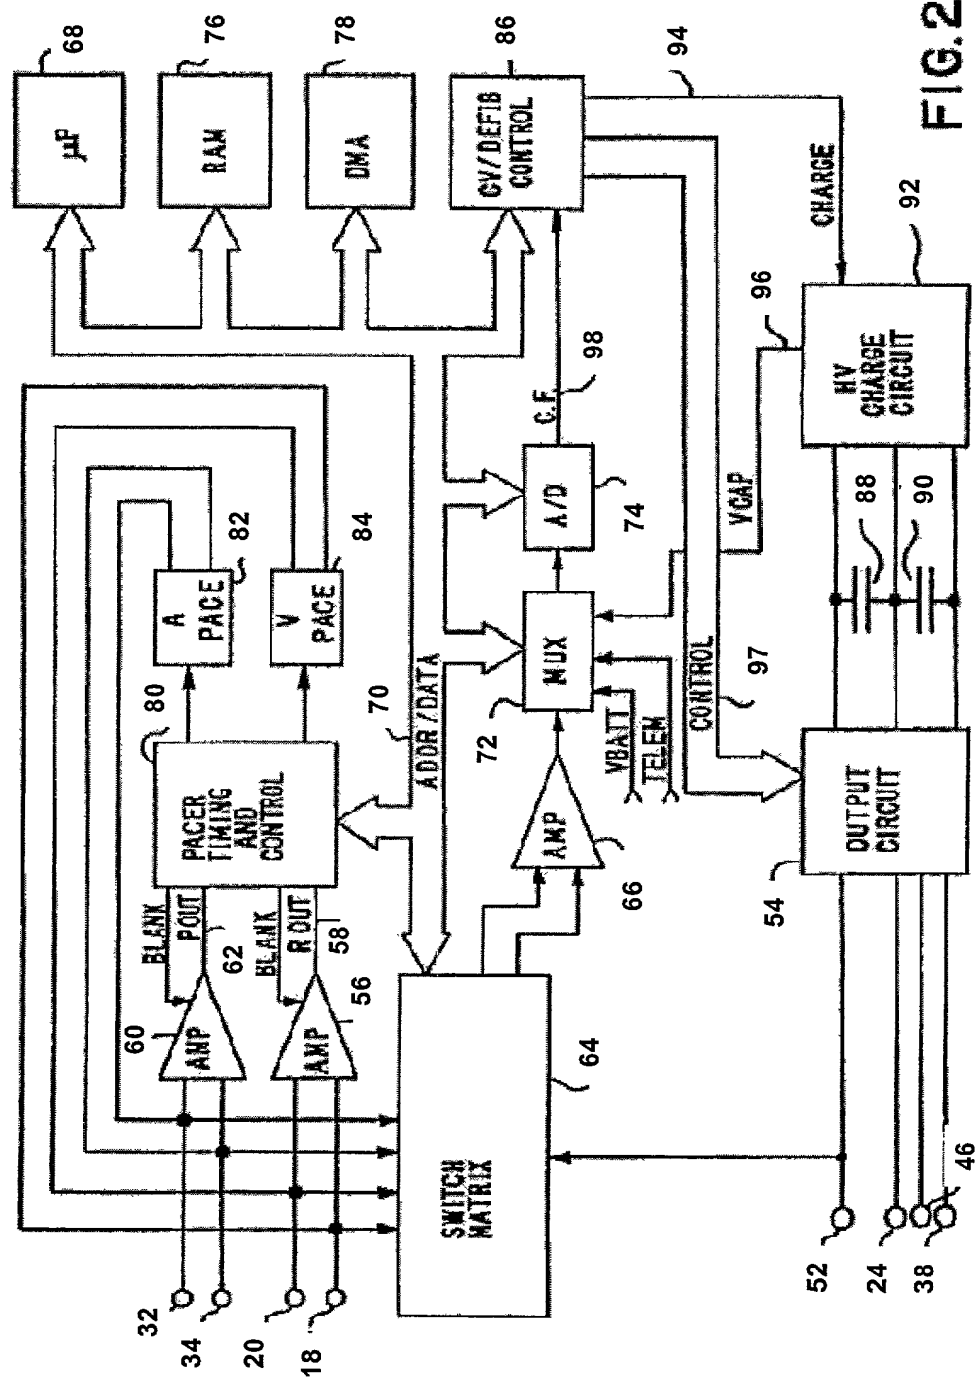 FIG.2
68
76
78
86
94
µP
RAM
DMA
CV/DEFIB
CONTROL
CHARGE
92
96
98
C.F.
HV
CHARGE
CIRCUIT
82
84
A
PACE
V
PACE
A/D
74
VCAP
88
90
80
70
ADDR/DATA
72
MUX
CONTROL
97
PACER
TIMING
AND
CONTROL
VBATT
TELEM
AMP
66
OUTPUT
CIRCUIT
54
BLANK
POUT
62
BLANK
R OUT
58
60
AMP
56
AMP
64
SWITCH
MATRIX
46
32
34
20
18
52
24
38